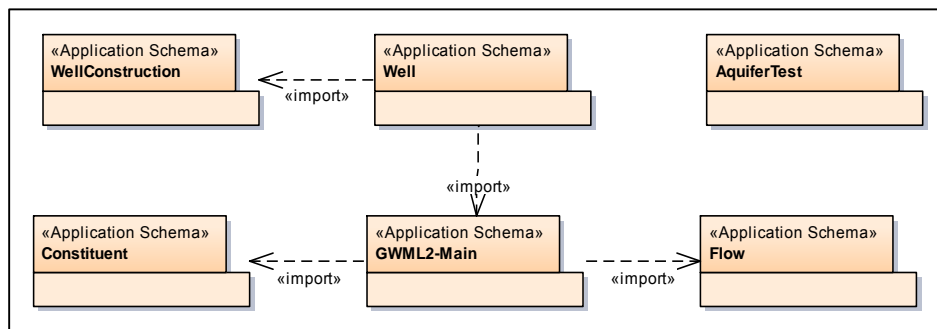 «Application Schema»
WellConstruction
«import»
«Application Schema»
Well
«Application Schema»
AquiferTest
«import»
«Application Schema»
Constituent
«import»
«Application Schema»
GWML2-Main
«import»
«Application Schema»
Flow